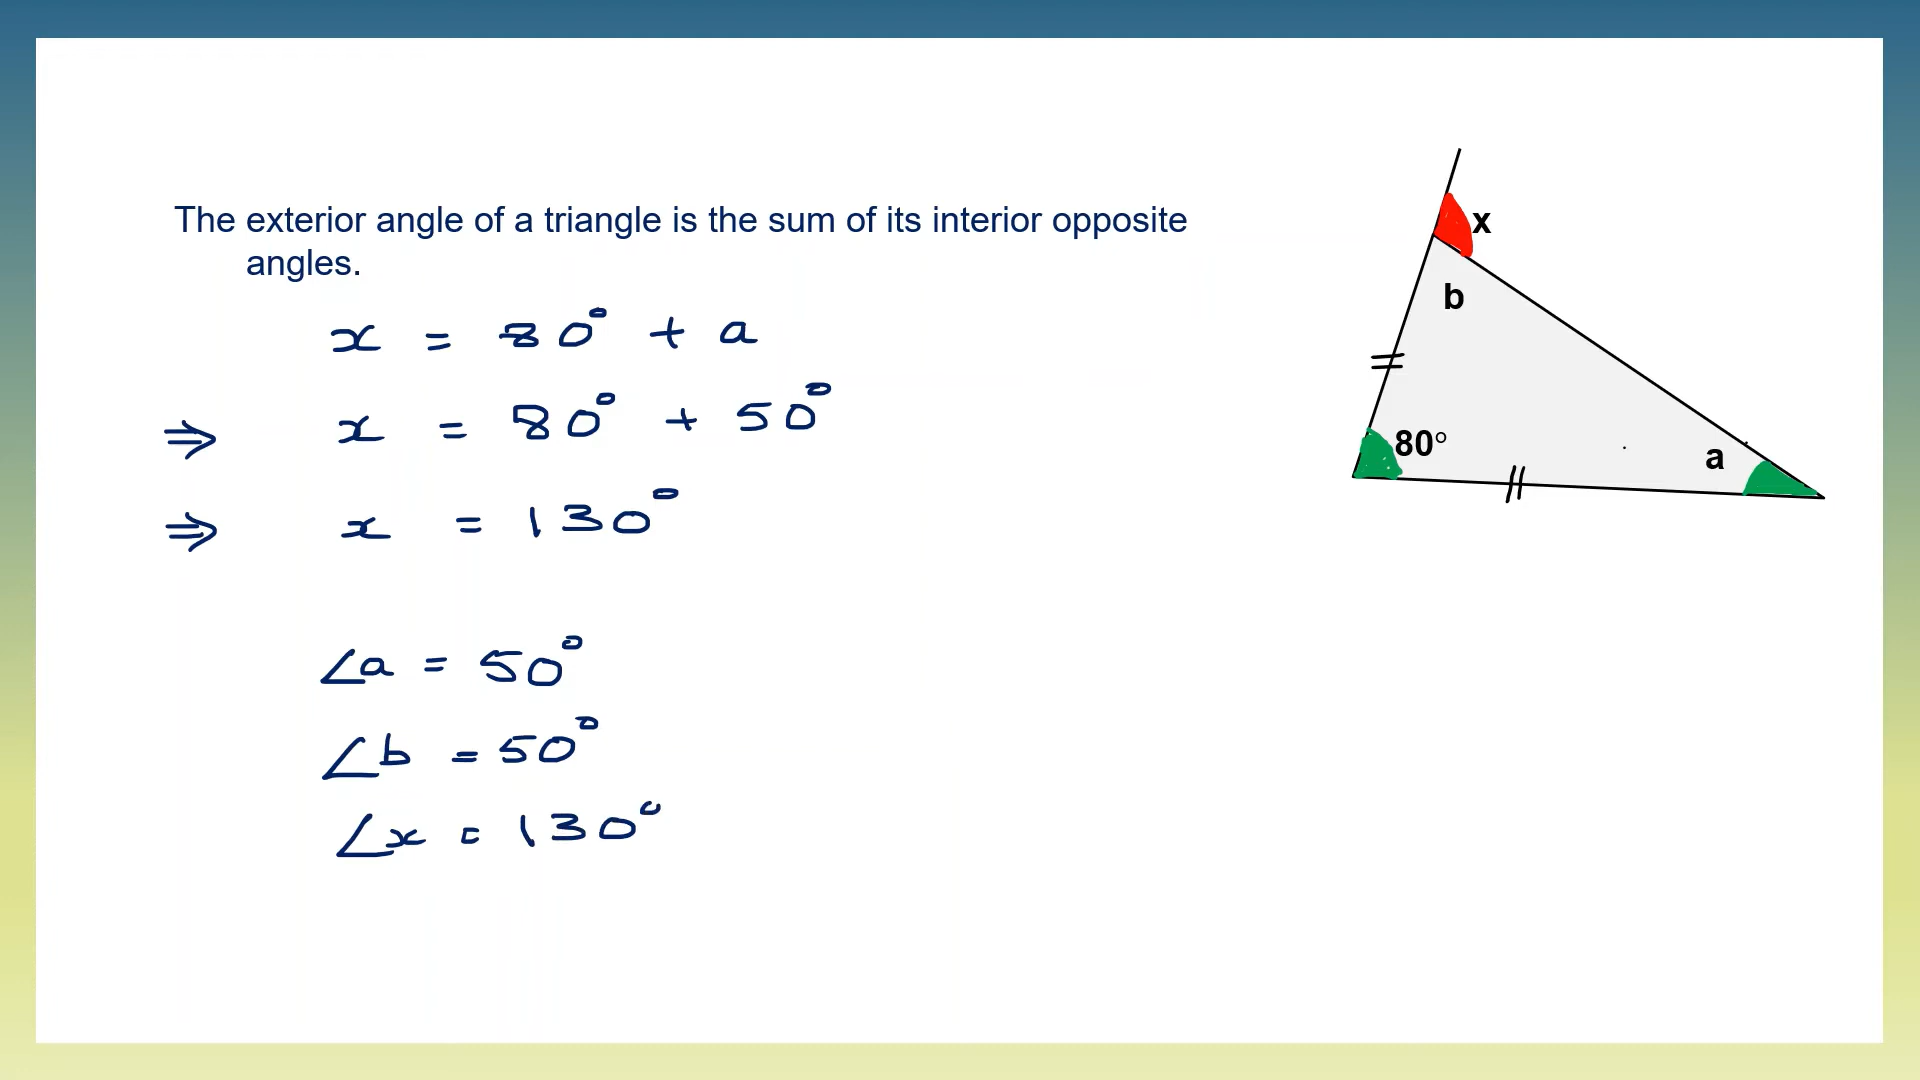 The exterior angle of a triangle is the sum of its interior opposite
angles.
x = 80° + a
⇒ x = 80° + 50°
⇒ x = 130°
∠a = 50°
∠b = 50°
∠x = 130°
x
b
80°
a